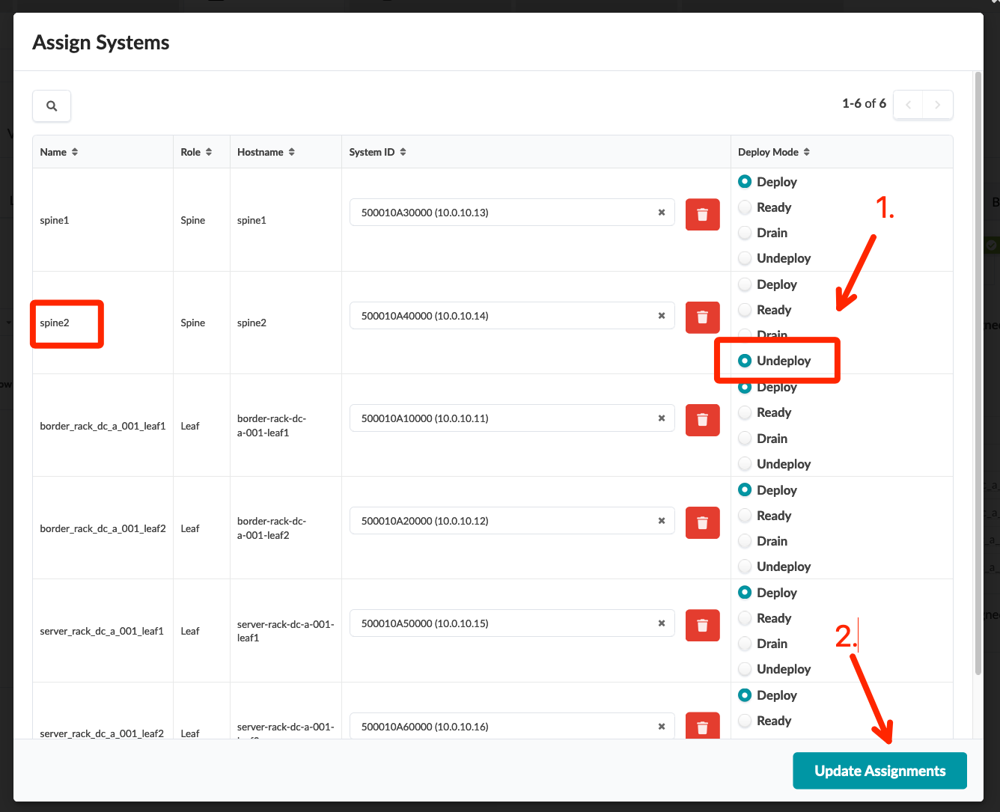 Assign Systems
1-6 of 6
Name Role Hostname System ID Deploy Mode
spine1 Spine spine1 500010A30000 (10.0.10.13)
Deploy
Ready
Drain
Undeploy
1.
spine2 Spine spine2 500010A40000 (10.0.10.14)
Deploy
Ready
Drain
Undeploy
border_rack_dc_a_001_leaf1 Leaf border-rack-dc-
a-001-leaf1
500010A10000 (10.0.10.11)
Deploy
Ready
Drain
Undeploy
border_rack_dc_a_001_leaf2 Leaf border-rack-dc-
a-001-leaf2
500010A20000 (10.0.10.12)
Deploy
Ready
Drain
Undeploy
server_rack_dc_a_001_leaf1 Leaf server-rack-dc-a-001-
leaf1
500010A50000 (10.0.10.15)
Deploy
Ready
Drain
Undeploy
2.
server_rack_dc_a_001_leaf2 Leaf server-rack-dc-a-001-
500010A60000 (10.0.10.16)
Deploy
Ready
Update Assignments